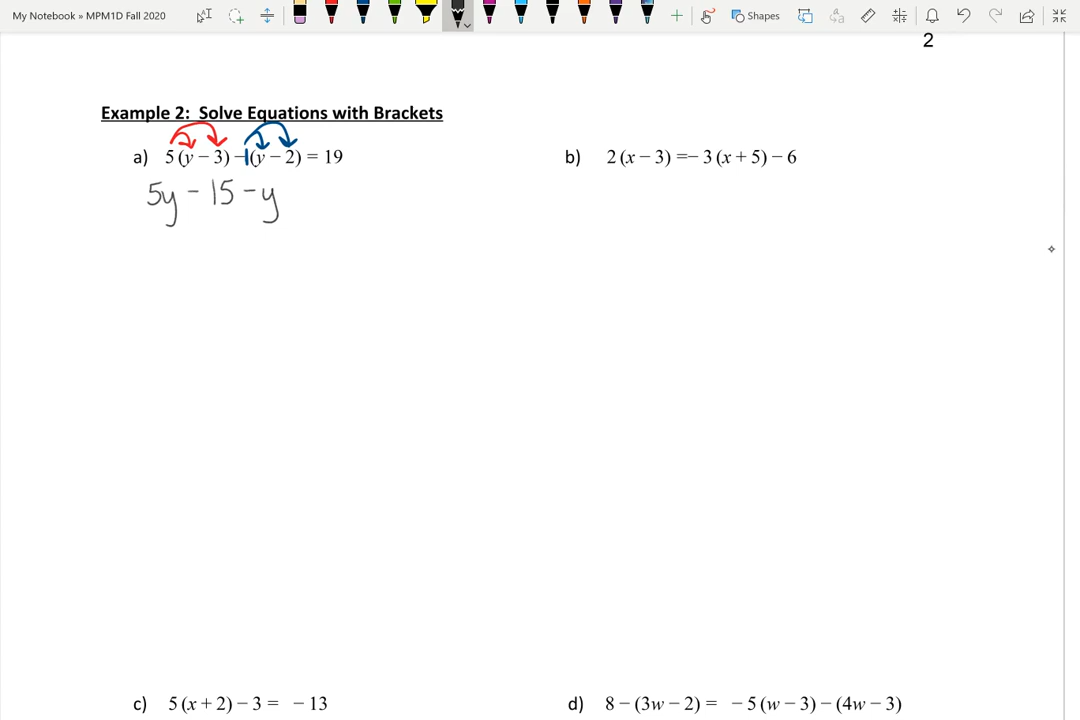 My Notebook » MPM1D Fall 2020
Shapes
2
Example 2: Solve Equations with Brackets
a) 5(y − 3) −1(y − 2) = 19
5y − 15 − y
b) 2(x − 3) =− 3(x + 5) − 6
c) 5(x + 2) − 3 = − 13
d) 8 − (3w − 2) = − 5(w − 3) − (4w − 3)